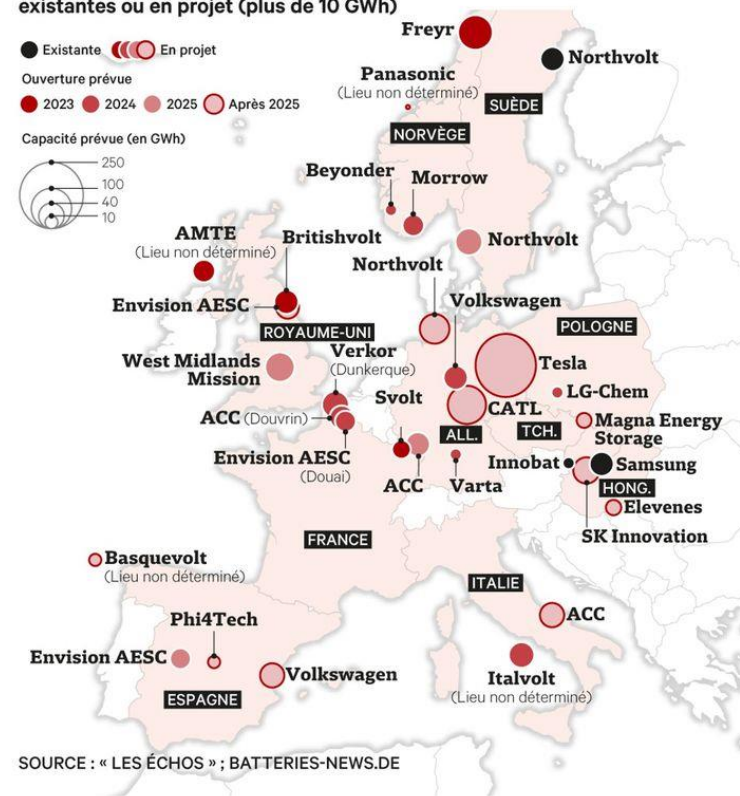 existantes ou en projet (plus de 10 GWh)
Existante
En projet
Ouverture prévue
2023
2024
2025
Après 2025
Capacité prévue (en GWh)
250
100
40
10
Freyr
Northvolt
Panasonic
(Lieu non déterminé)
SUÈDE
NORVÈGE
Beyonder
Morrow
AMTE
(Lieu non déterminé)
Britishvolt
Northvolt
Northvolt
Envision AESC
Volkswagen
ROYAUME-UNI
POLOGNE
Verkor
(Dunkerque)
West Midlands
Mission
Tesla
Svolt
LG-Chem
CATL
ACC (Douvrin)
Magna Energy
Storage
ALL.
TCH.
Envision AESC
(Douai)
ACC
Varta
Innobat
Samsung
HONG.
Elevenes
SK Innovation
FRANCE
Basquevolt
(Lieu non déterminé)
ITALIE
Phi4Tech
ACC
Envision AESC
Volkswagen
Italvolt
(Lieu non déterminé)
ESPAGNE
SOURCE : « LES ÉCHOS » ; BATTERIES-NEWS.DE